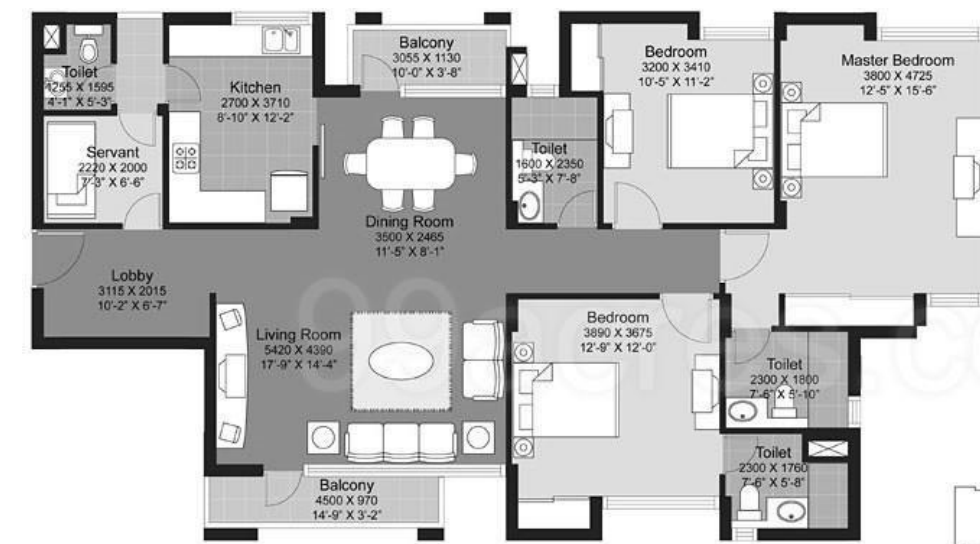 Balcony
3055 X 1130
10'-0" X 3'-8"
Bedroom
3200 X 3410
10'-5" X 11'-2"
Master Bedroom
3800 X 4725
12'-5" X 15'-6"
Toilet
1255 X 1595
4'-1" X 5'-3"
Kitchen
2700 X 3710
8'-10" X 12'-2"
Servant
2220 X 2000
7'-3" X 6'-6"
Toilet
1600 X 2350
5'-3" X 7'-8"
Dining Room
3500 X 2465
11'-5" X 8'-1"
Lobby
3115 X 2015
10'-2" X 6'-7"
Living Room
5420 X 4390
17'-9" X 14'-4"
Bedroom
3890 X 3675
12'-9" X 12'-0"
Toilet
2300 X 1800
7'-6" X 5'-10"
Toilet
2300 X 1760
7'-6" X 5'-8"
Balcony
4500 X 970
14'-9" X 3'-2"
99acres.c